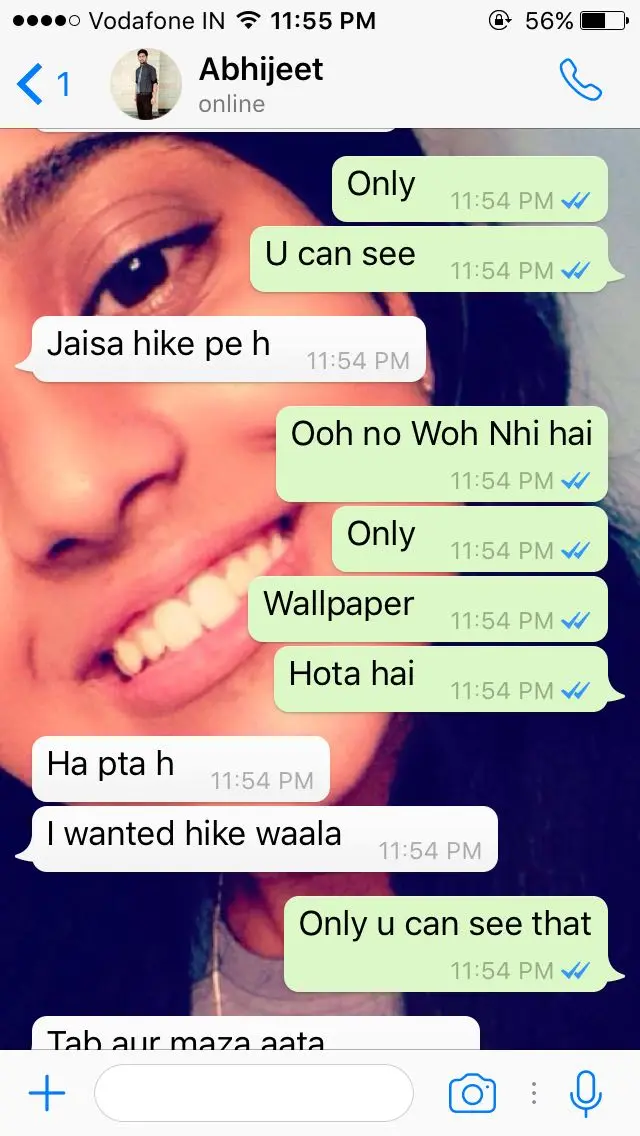 Vodafone IN 11:55 PM 56%
1 Abhijeet
online
Only 11:54 PM
U can see 11:54 PM
Jaisa hike pe h 11:54 PM
Ooh no Woh Nhi hai
11:54 PM
Only 11:54 PM
Wallpaper 11:54 PM
Hota hai 11:54 PM
Ha pta h 11:54 PM
I wanted hike waala 11:54 PM
Only u can see that
11:54 PM
Tab aur maza aata